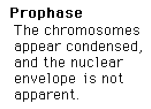 Prophase
The chromosomes
appear condensed,
and the nuclear
envelope is not
apparent.